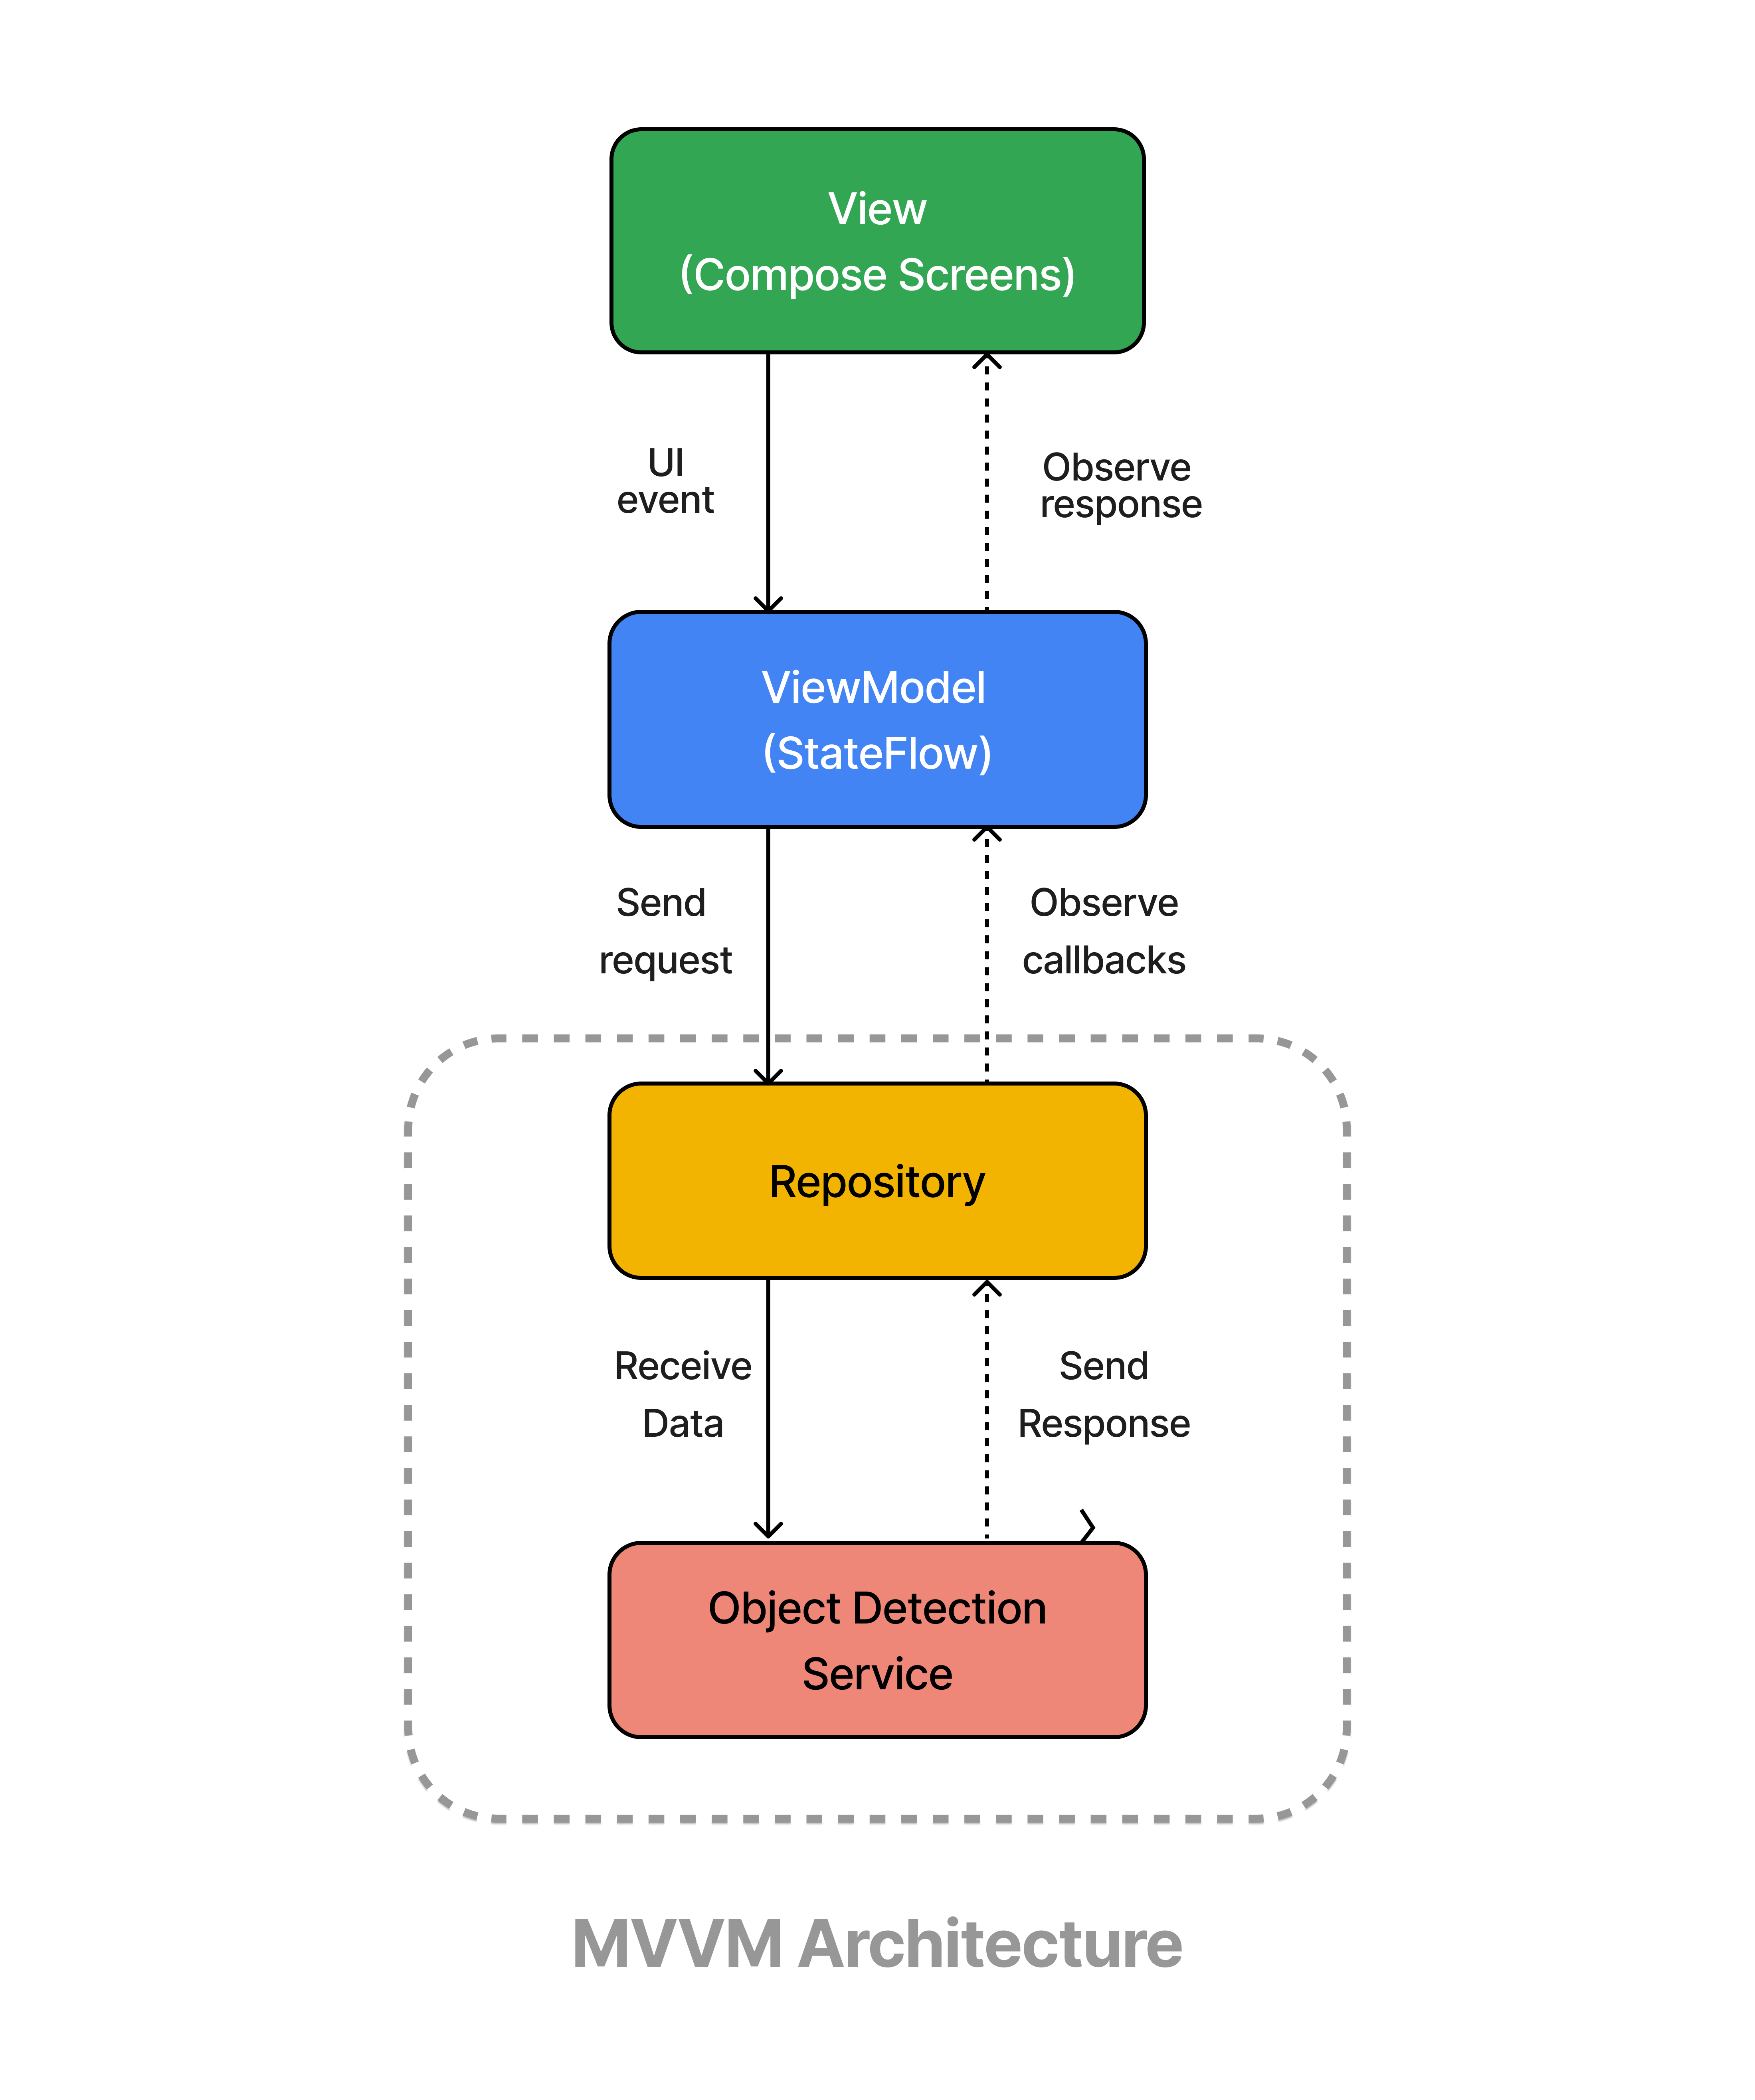 View
(Compose Screens)
UI
event
Observe
response
ViewModel
(StateFlow)
Send
request
Observe
callbacks
Repository
Receive
Data
Send
Response
Object Detection
Service
MVVM Architecture